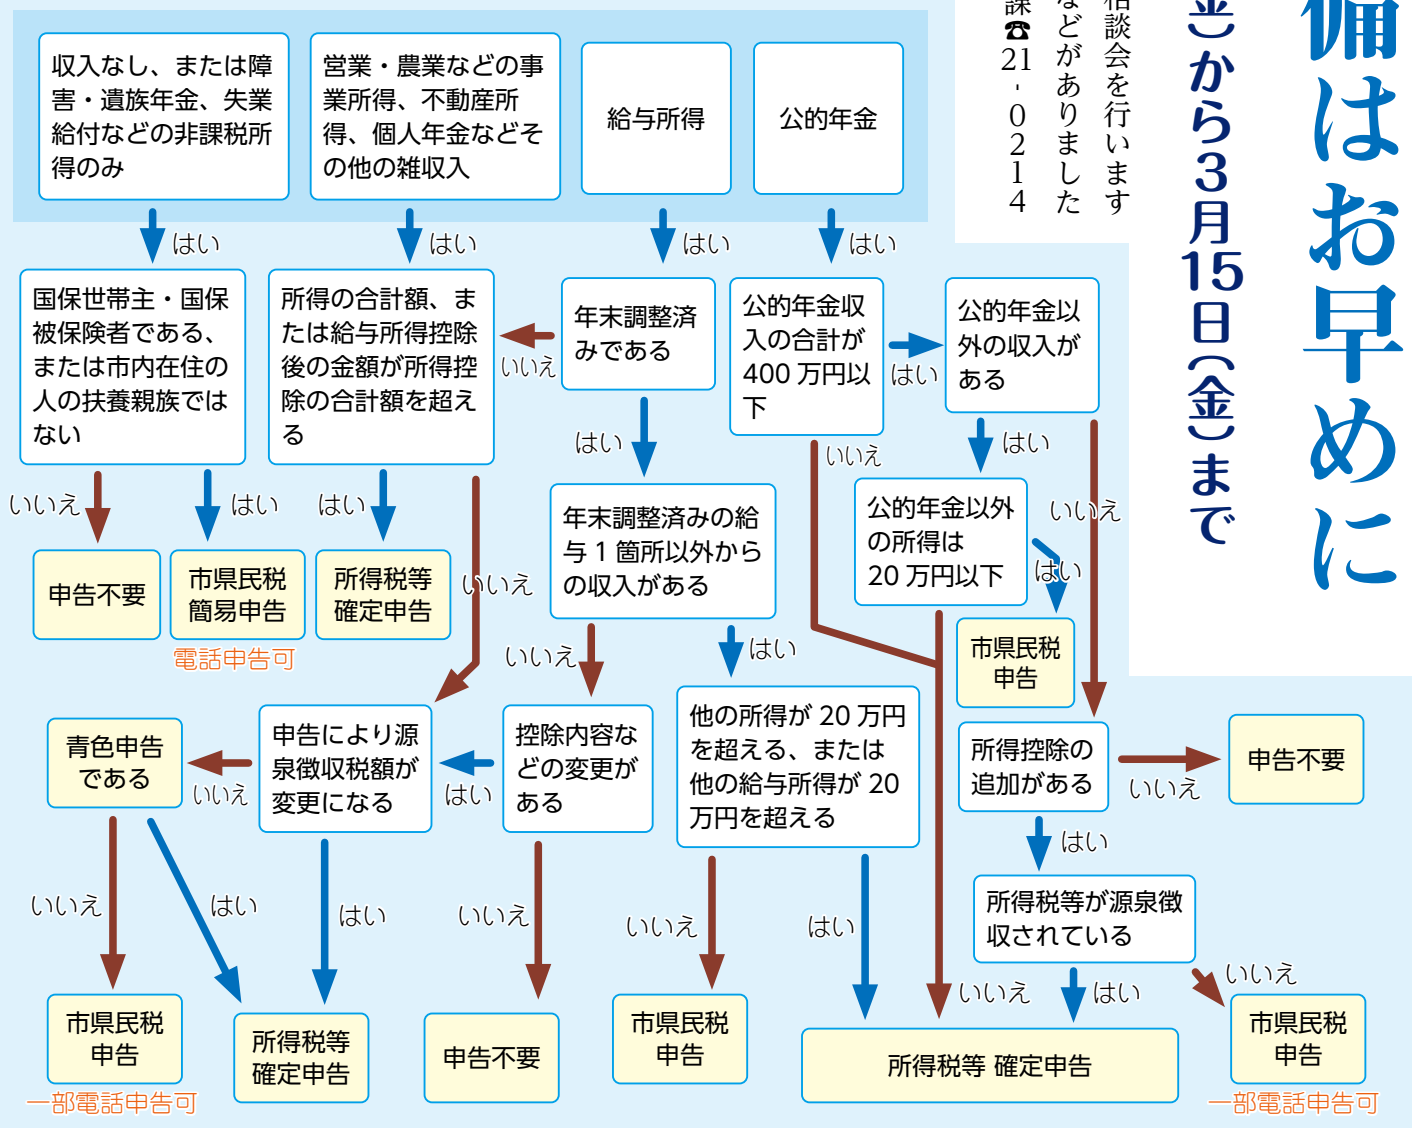 備はお早めに
金）から３月15日（金）まで
相談会を行います
などがありました
課☎21-0214
収入なし、または障
害・遺族年金、失業
給付などの非課税所
得のみ
営業・農業などの事
業所得、不動産所
得、個人年金などそ
の他の雑収入
給与所得
公的年金
はい
はい
はい
はい
国保世帯主・国保
被保険者である、
または市内在住の
人の扶養親族では
ない
所得の合計額、ま
たは給与所得控除
後の金額が所得控
除の合計額を超え
る
いいえ
年末調整済
みである
公的年金収
入の合計が
400 万円以
下
はい
公的年金以
外の収入が
ある
いいえ
はい
はい
いいえ
はい
いいえ
はい
いいえ
年末調整済みの給
与 1 箇所以外から
の収入がある
公的年金以外
の所得は
20 万円以下
はい
申告不要
市県民税
簡易申告
電話申告可
所得税等
確定申告
いいえ
いいえ
はい
市県民税
申告
青色申告
である
いいえ
申告により源
泉徴収税額が
変更になる
はい
控除内容な
どの変更が
ある
他の所得が 20 万円
を超える、または
他の給与所得が 20
万円を超える
所得控除の
追加がある
いいえ
申告不要
はい
所得税等が源泉徴
収されている
いいえ
はい
はい
いいえ
いいえ
はい
いいえ
はい
いいえ
市県民税
申告
一部電話申告可
所得税等
確定申告
申告不要
市県民税
申告
所得税等 確定申告
市県民税
申告
一部電話申告可